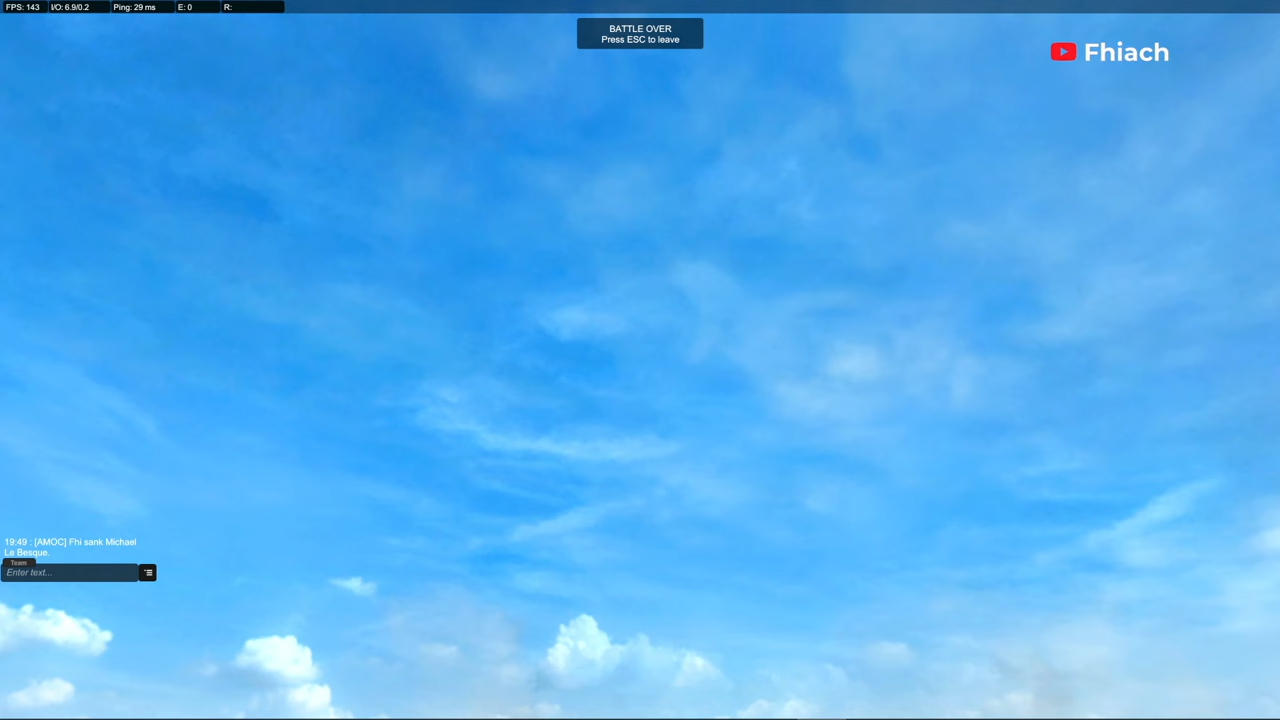 FPS: 143 I/O: 6.9/0.2 Ping: 29 ms E: 0 R:
BATTLE OVER
Press ESC to leave
Fhiach
19:49 : [AMOC] Fhi sank Michael
Le Besque.
Team
Enter text...